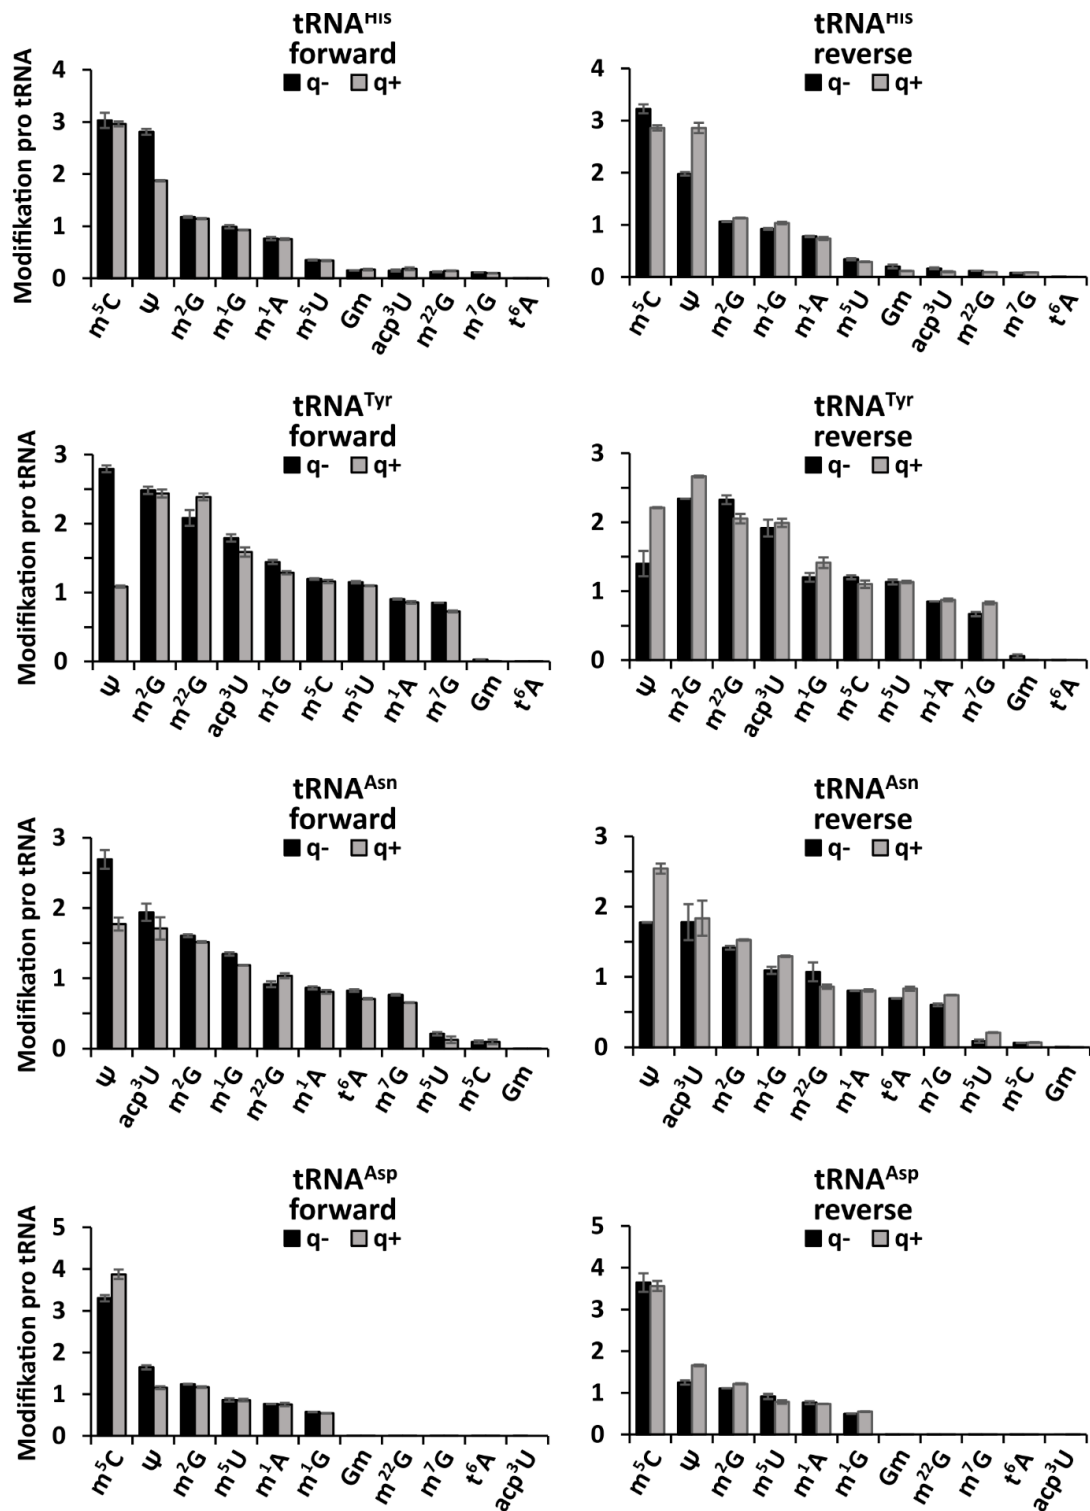 tRNAᴴⁱˢ
forward
q- q+
Modifikation pro tRNA
4
3
2
1
0
m⁵C Ψ m²G m¹G m¹A m⁵U Gm acp³U m²²G m⁷G t⁶A
tRNAᴴⁱˢ
reverse
q- q+
4
3
2
1
0
m⁵C Ψ m²G m¹G m¹A m⁵U Gm acp³U m²²G m⁷G t⁶A
tRNAᵀʸʳ
forward
q- q+
Modifikation pro tRNA
3
2
1
0
Ψ m²G m²²G acp³U m¹G m⁵C m⁵U m¹A m⁷G Gm t⁶A
tRNAᵀʸʳ
reverse
q- q+
3
2
1
0
Ψ m²G m²²G acp³U m¹G m⁵C m⁵U m¹A m⁷G Gm t⁶A
tRNAᴬˢⁿ
forward
q- q+
Modifikation pro tRNA
3
2
1
0
Ψ acp³U m²G m¹G m²²G m¹A t⁶A m⁷G m⁵U m⁵C Gm
tRNAᴬˢⁿ
reverse
q- q+
3
2
1
0
Ψ acp³U m²G m¹G m²²G m¹A t⁶A m⁷G m⁵U m⁵C Gm
tRNAᴬˢᵖ
forward
q- q+
Modifikation pro tRNA
5
4
3
2
1
0
m⁵C Ψ m²G m⁵U m¹A m¹G Gm m²²G m⁷G t⁶A acp³U
tRNAᴬˢᵖ
reverse
q- q+
5
4
3
2
1
0
m⁵C Ψ m²G m⁵U m¹A m¹G Gm m²²G m⁷G t⁶A acp³U